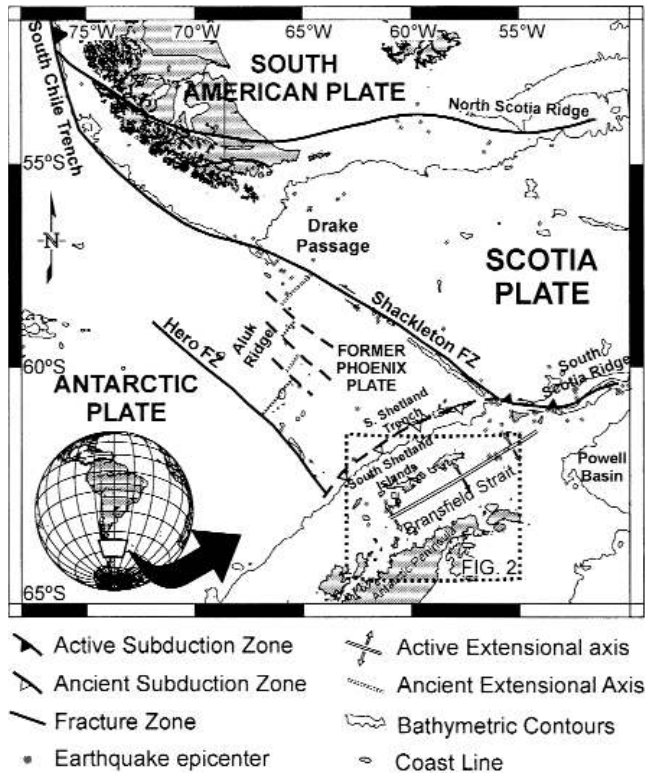 75°W 70°W 65°W 60°W 55°W
South Chile Trench
SOUTH
AMERICAN PLATE
North Scotia Ridge
55°S
N
Drake
Passage
SCOTIA
PLATE
Shackleton FZ
Hero FZ
Aluk
Ridge
60°S
FORMER
PHOENIX
PLATE
South
Scotia Ridge
ANTARCTIC
PLATE
S. Shetland
Trench
South Shetland
Islands
Powell
Basin
Bransfield Strait
Antarctic Peninsula
FIG. 2
65°S
Active Subduction Zone
Active Extensional axis
Ancient Subduction Zone
Ancient Extensional Axis
Fracture Zone
Bathymetric Contours
Earthquake epicenter
Coast Line